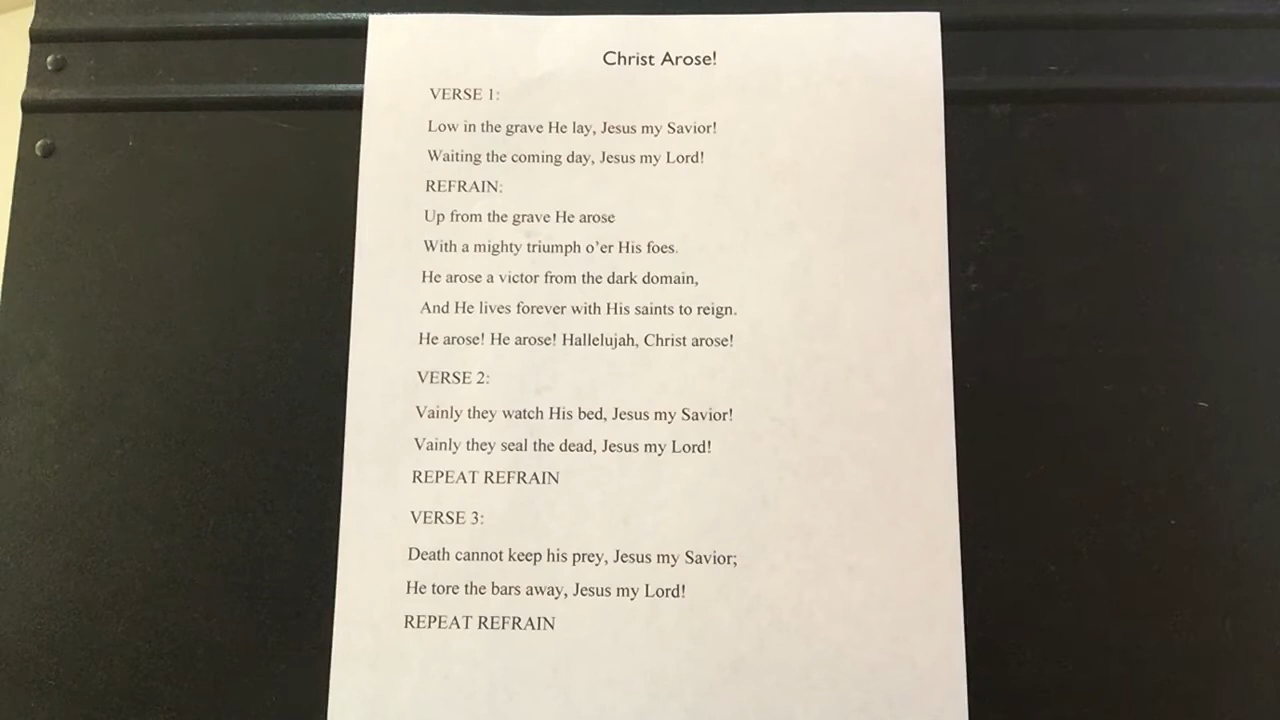 Christ Arose!
VERSE 1:
Low in the grave He lay, Jesus my Savior!
Waiting the coming day, Jesus my Lord!
REFRAIN:
Up from the grave He arose
With a mighty triumph o’er His foes.
He arose a victor from the dark domain,
And He lives forever with His saints to reign.
He arose! He arose! Hallelujah, Christ arose!
VERSE 2:
Vainly they watch His bed, Jesus my Savior!
Vainly they seal the dead, Jesus my Lord!
REPEAT REFRAIN
VERSE 3:
Death cannot keep his prey, Jesus my Savior;
He tore the bars away, Jesus my Lord!
REPEAT REFRAIN